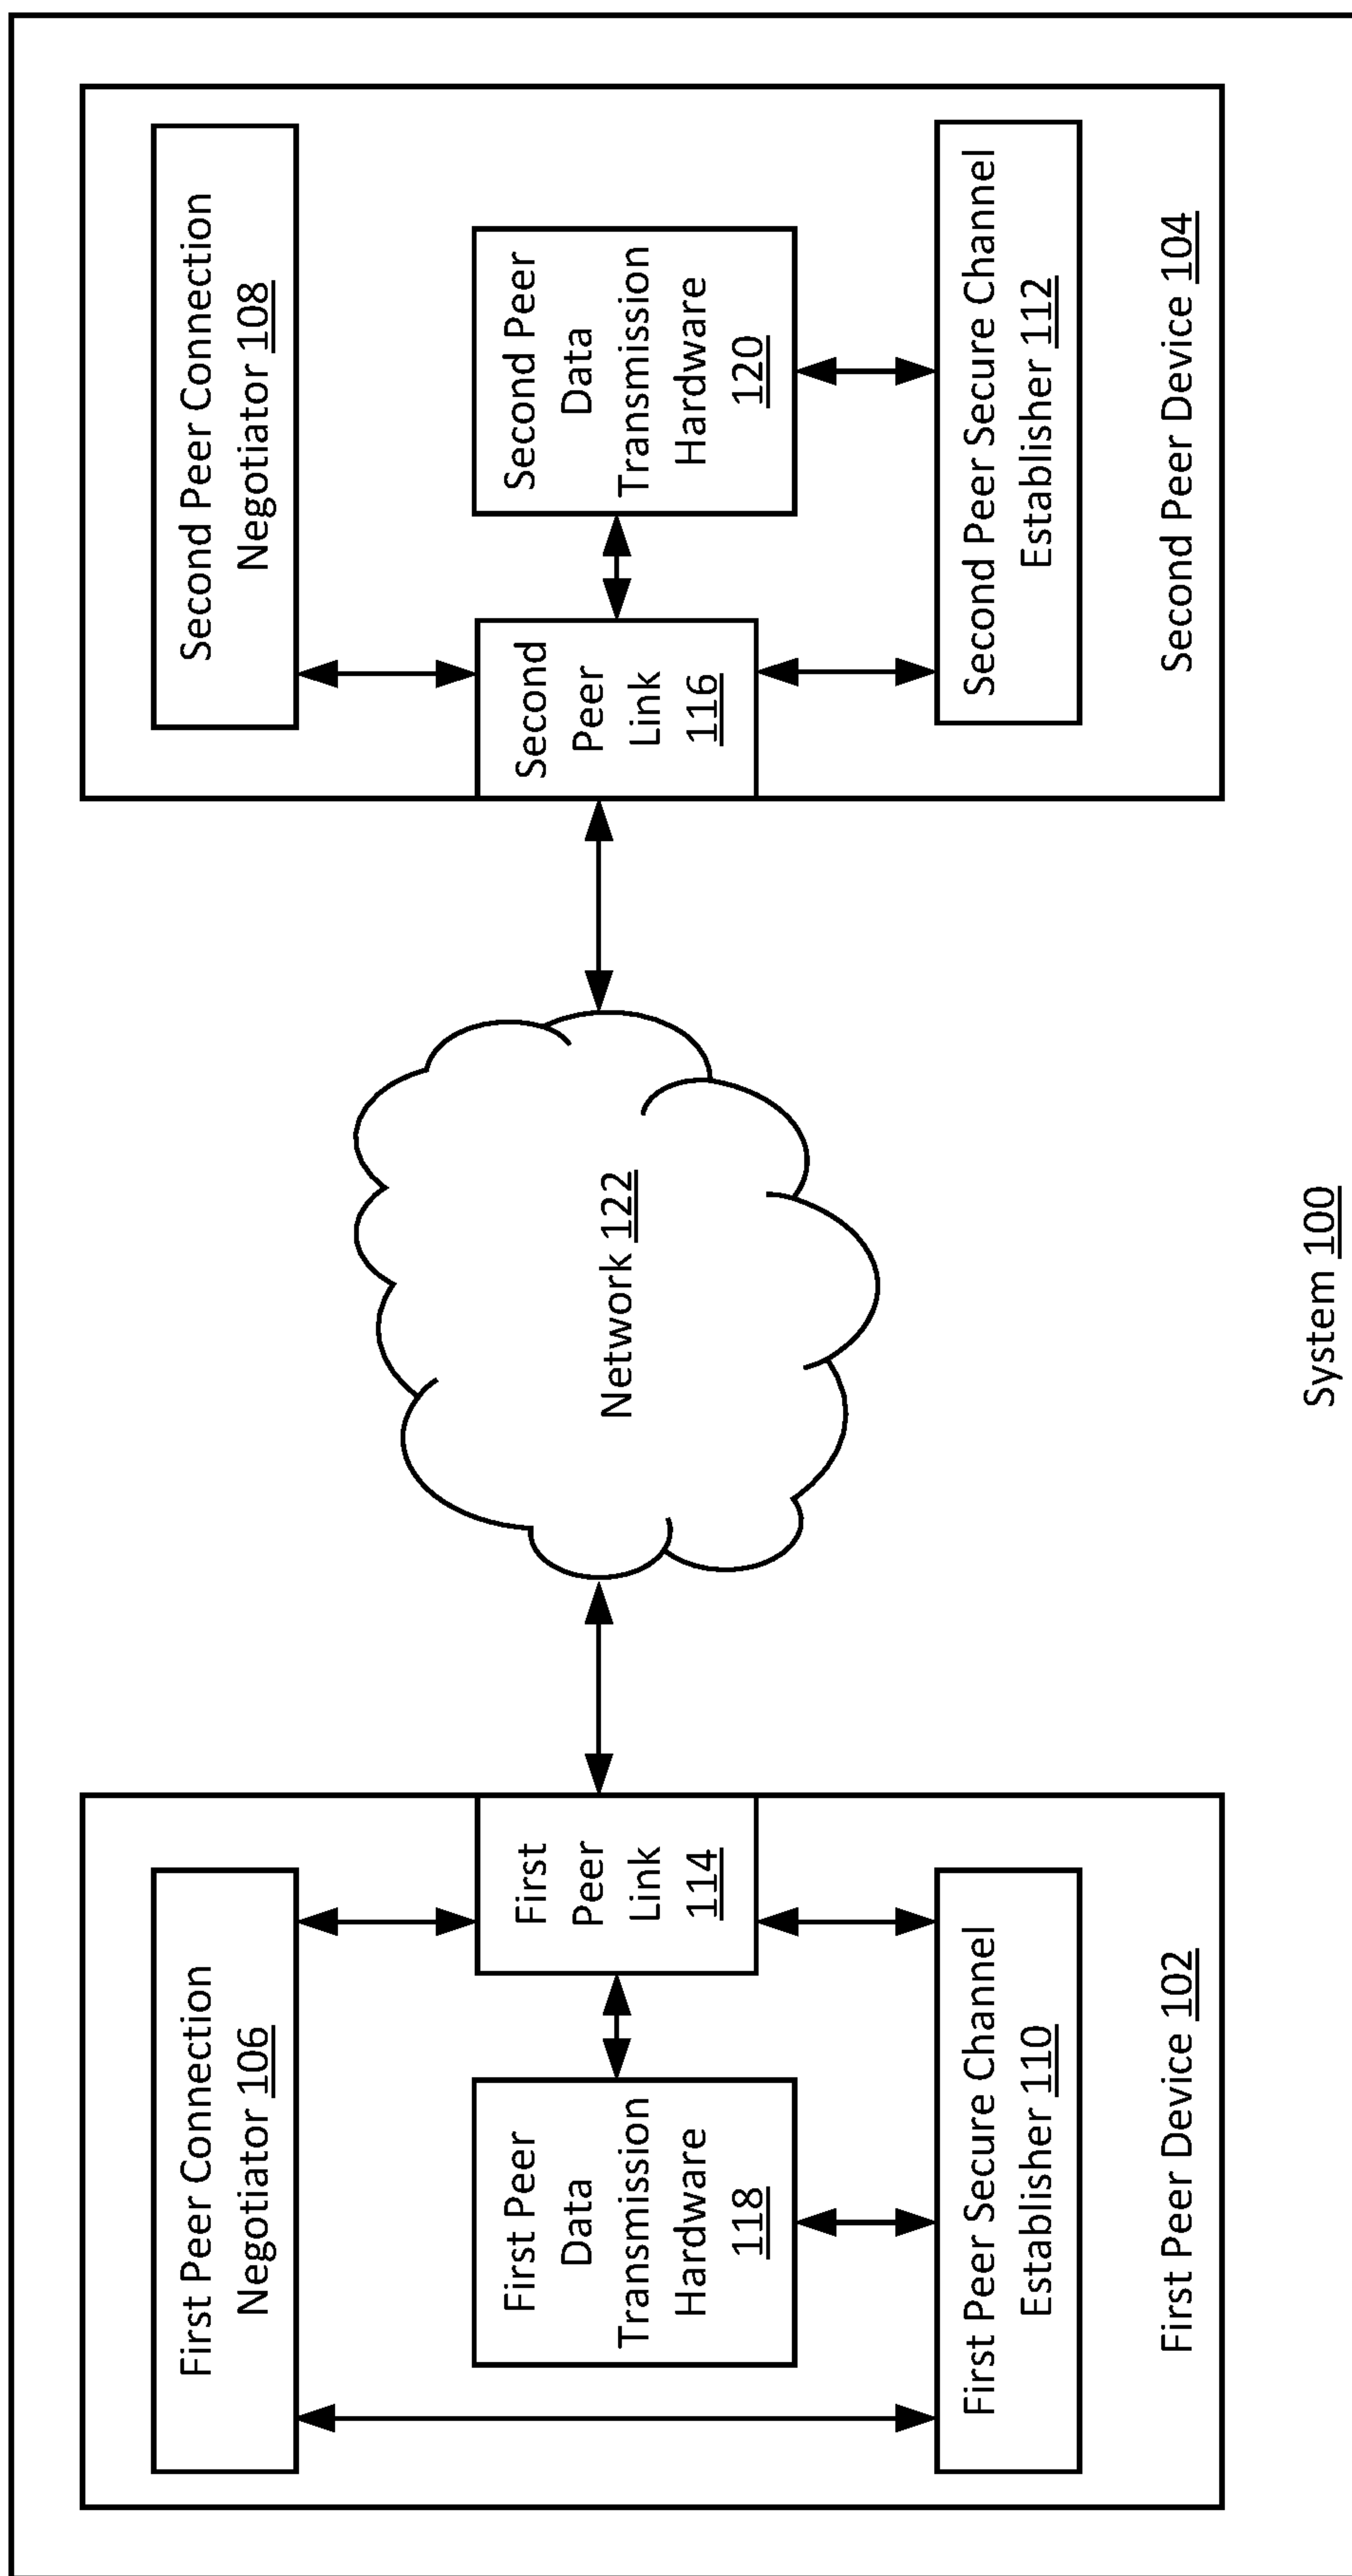 First Peer Connection
Negotiator 106
First Peer
Data
Transmission
Hardware
118
First
Peer
Link
114
First Peer Secure Channel
Establisher 110
First Peer Device 102
Network 122
Second Peer Connection
Negotiator 108
Second
Peer
Link
116
Second Peer
Data
Transmission
Hardware
120
Second Peer Secure Channel
Establisher 112
Second Peer Device 104
System 100